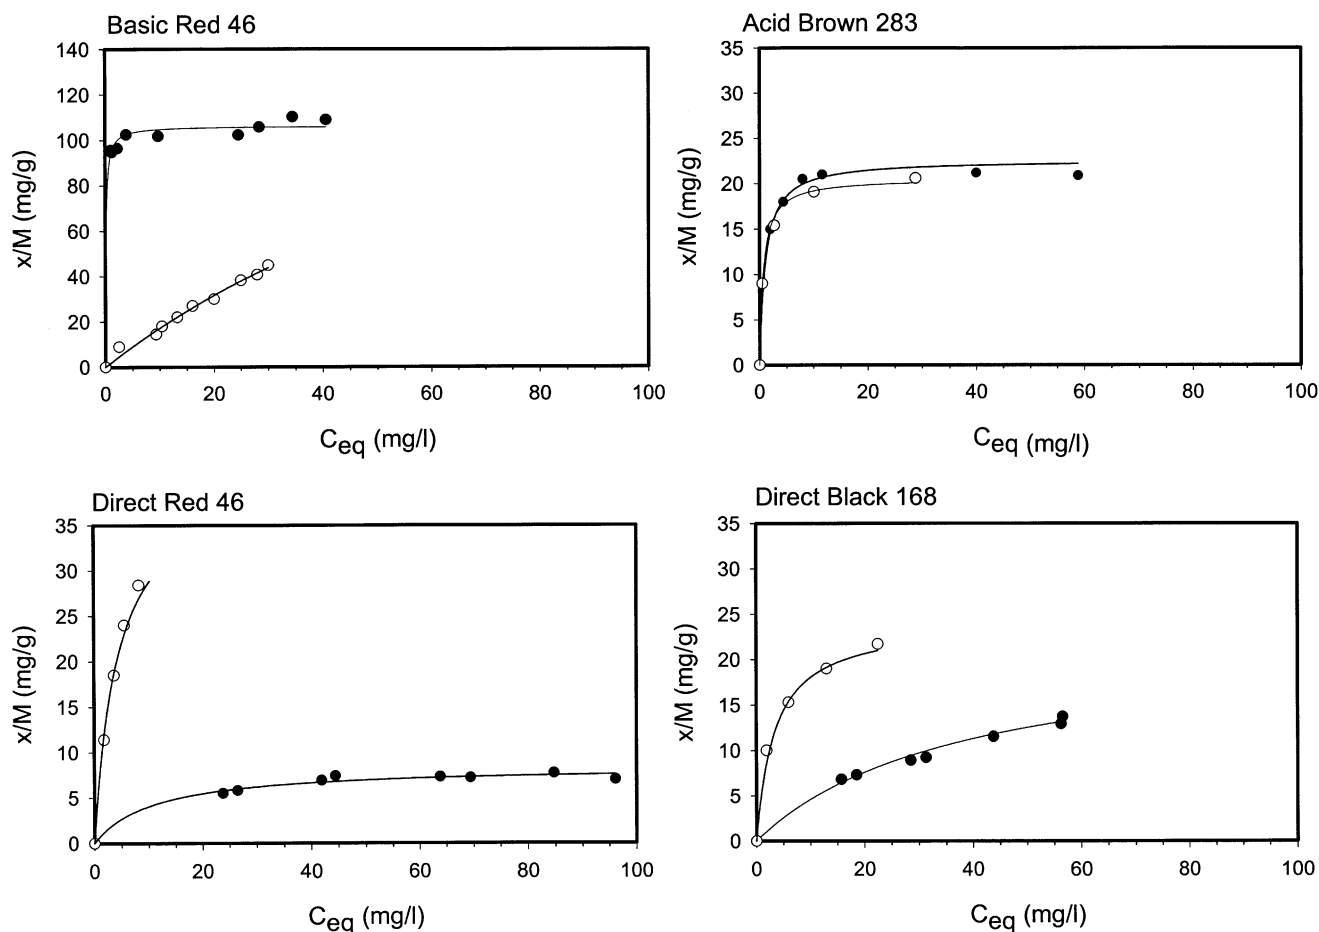 Basic Red 46
140
120
100
80
60
40
20
0
x/M (mg/g)
0 20 40 60 80 100
Ceq (mg/l)
Acid Brown 283
35
30
25
20
15
10
5
0
x/M (mg/g)
0 20 40 60 80 100
Ceq (mg/l)
Direct Red 46
35
30
25
20
15
10
5
0
x/M (mg/g)
0 20 40 60 80 100
Ceq (mg/l)
Direct Black 168
35
30
25
20
15
10
5
0
x/M (mg/g)
0 20 40 60 80 100
Ceq (mg/l)